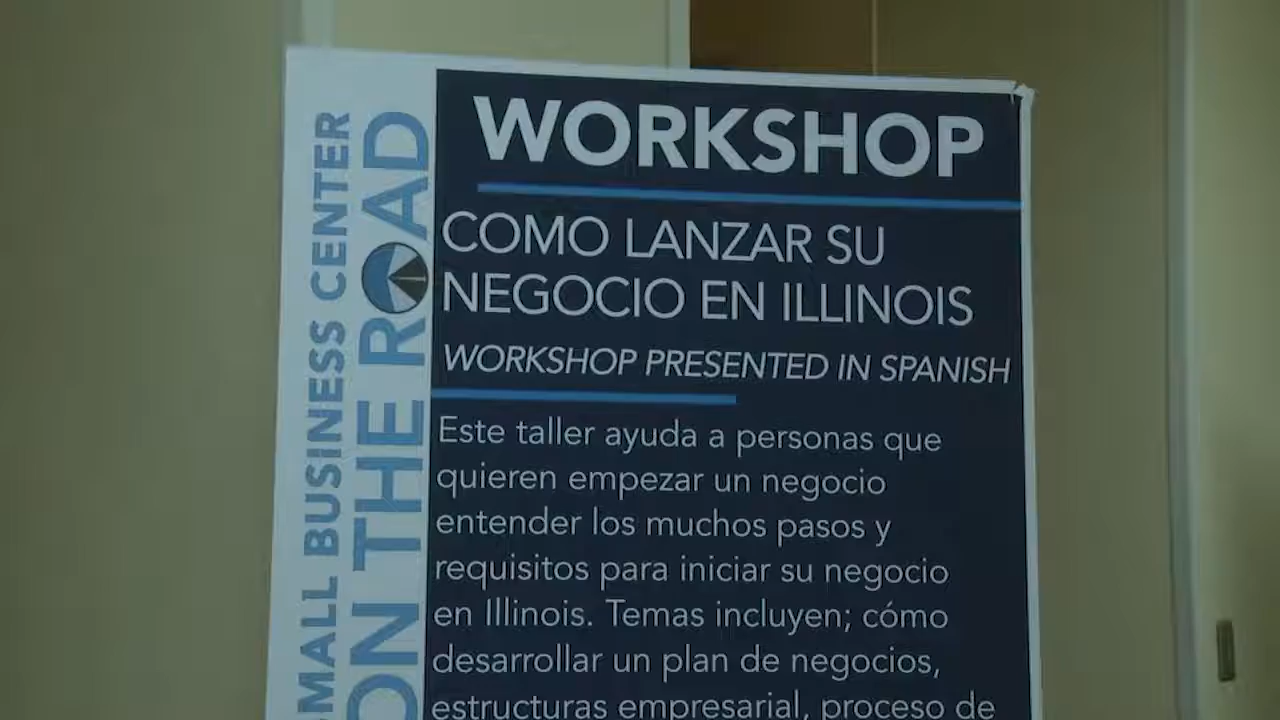 SMALL BUSINESS CENTER
ON THE ROAD
WORKSHOP
COMO LANZAR SU
NEGOCIO EN ILLINOIS
WORKSHOP PRESENTED IN SPANISH
Este taller ayuda a personas que
quieren empezar un negocio
entender los muchos pasos y
requisitos para iniciar su negocio
en Illinois. Temas incluyen; cómo
desarrollar un plan de negocios,
estructuras empresarial, proceso de